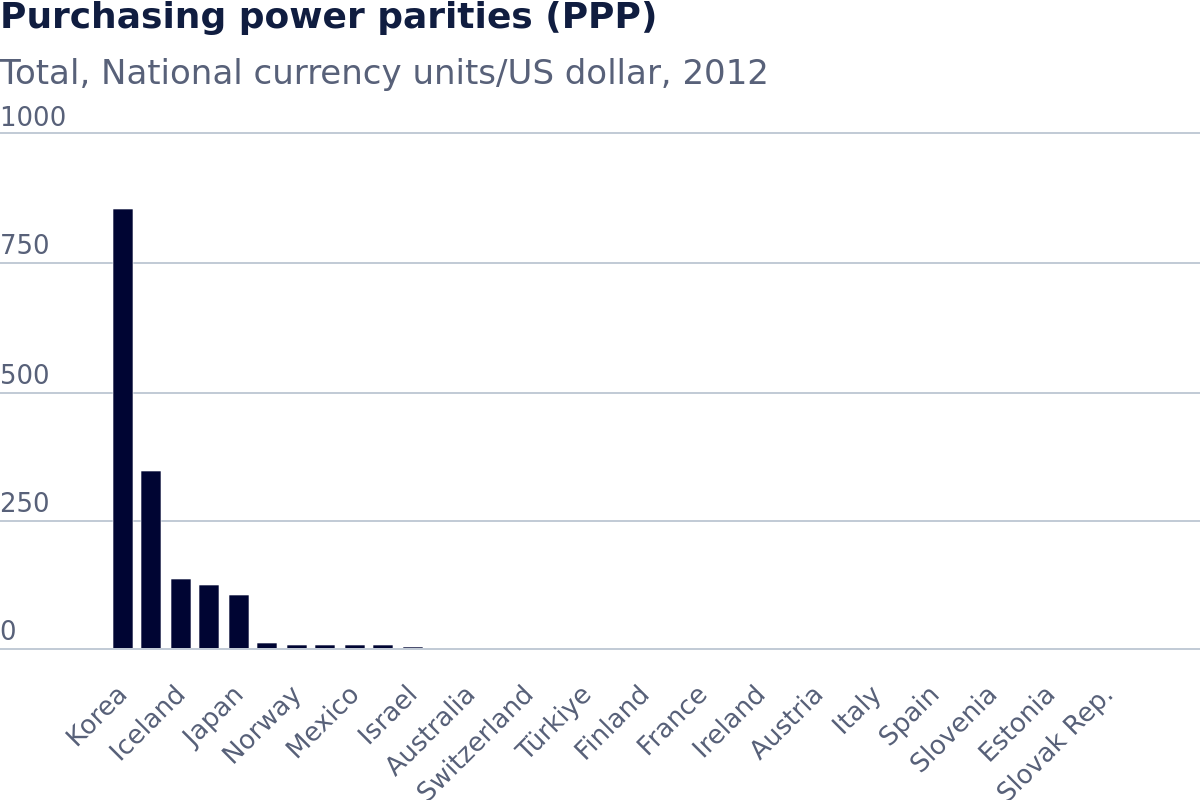 Purchasing power parities (PPP)
Total, National currency units/US dollar, 2012
1000
750
500
250
0
Korea
Iceland
Japan
Norway
Mexico
Israel
Australia
Switzerland
Türkiye
Finland
France
Ireland
Austria
Italy
Spain
Slovenia
Estonia
Slovak Rep.